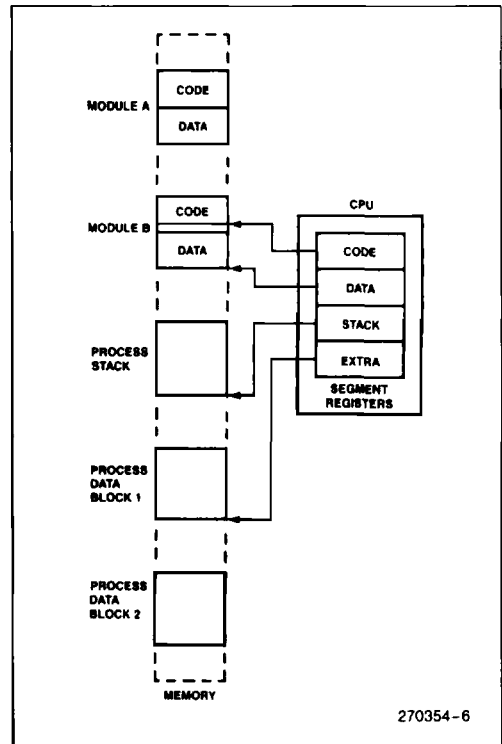 CODE
MODULE A
DATA
CPU
CODE
MODULE B
DATA
CODE
DATA
STACK
EXTRA
SEGMENT
REGISTERS
PROCESS
STACK
PROCESS
DATA
BLOCK 1
PROCESS
DATA
BLOCK 2
MEMORY
270354-6